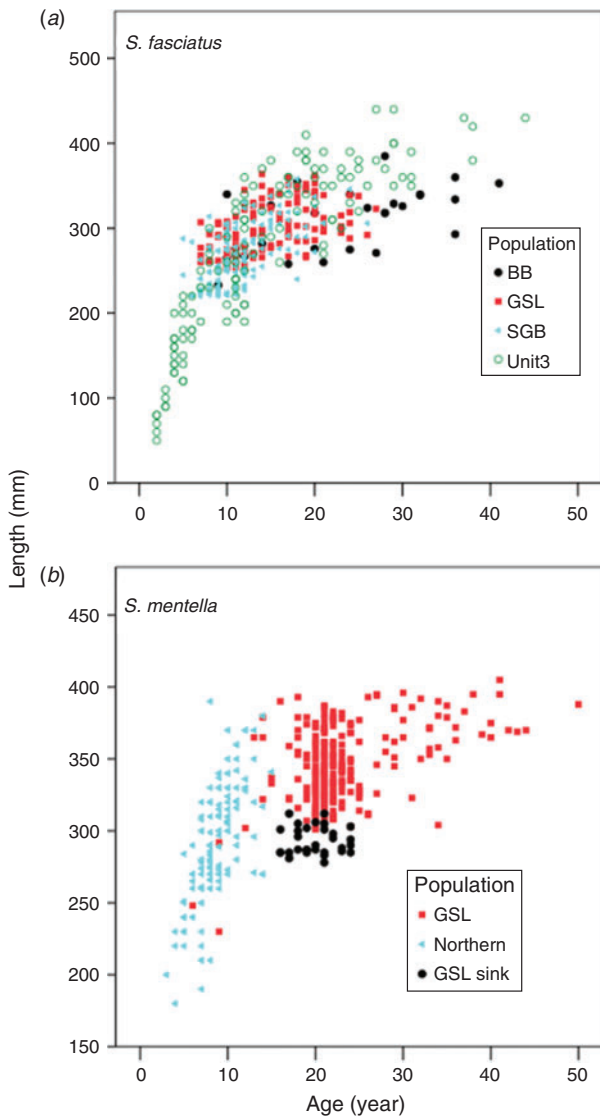 (a)
S. fasciatus
500
400
300
200
100
0
Population
BB
GSL
SGB
Unit3
0 10 20 30 40 50
Length (mm)
(b)
S. mentella
450
400
350
300
250
200
150
Population
GSL
Northern
GSL sink
0 10 20 30 40 50
Age (year)